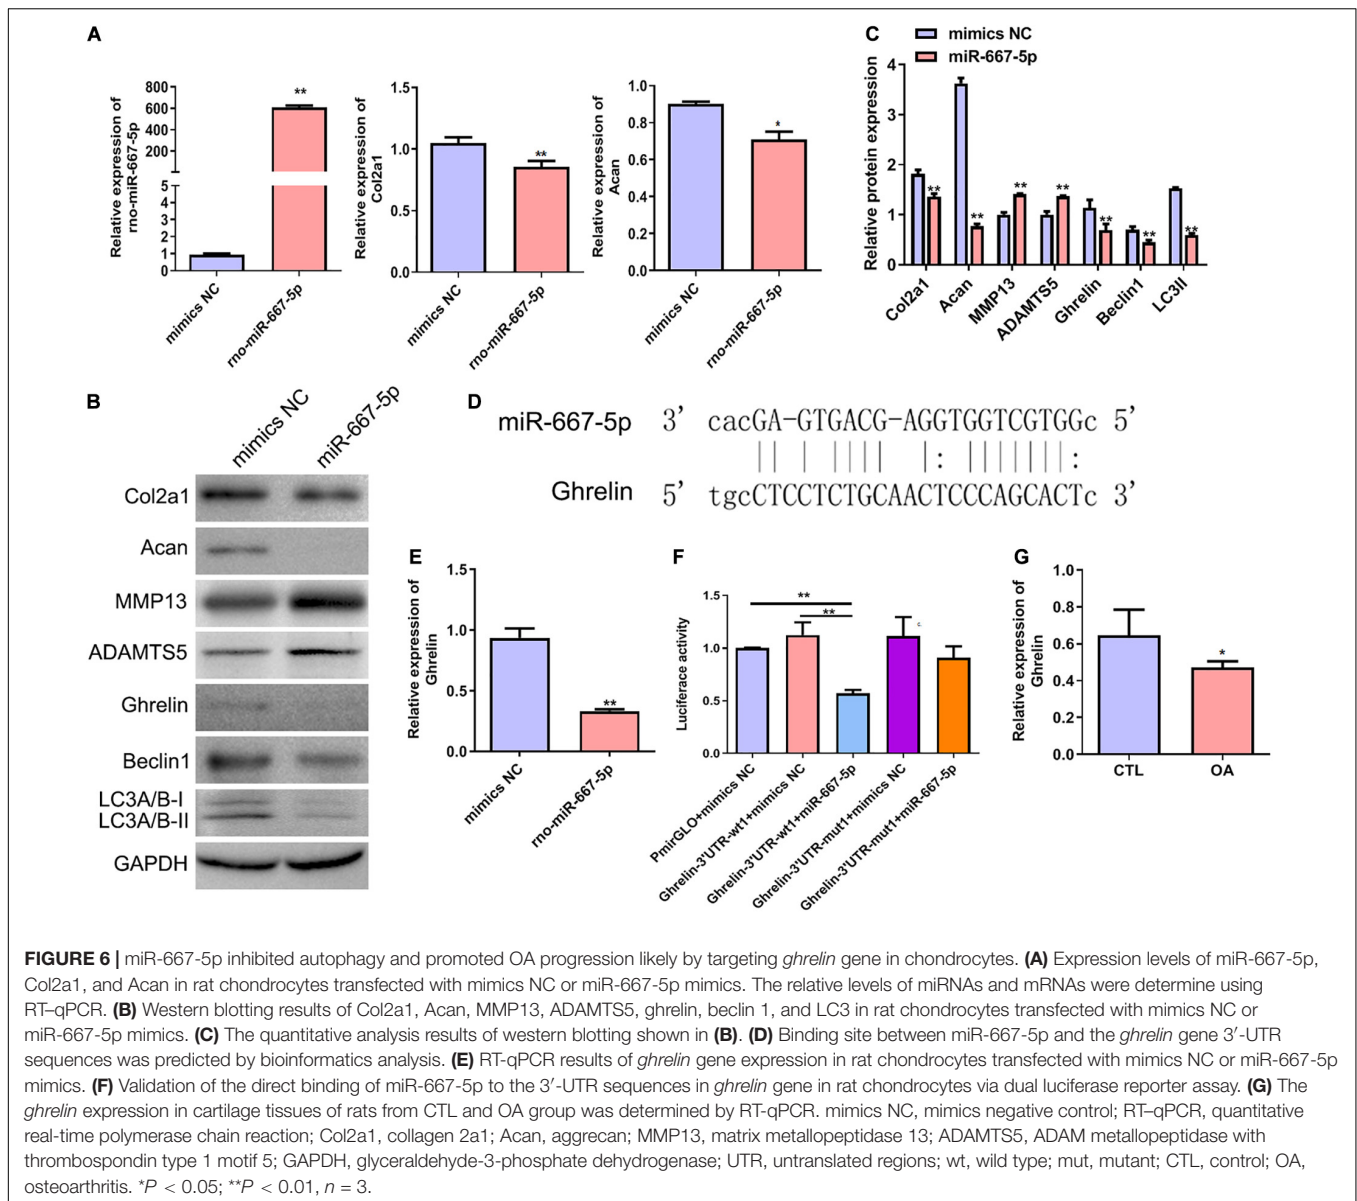 A
Relative expression of
rno-miR-667-5p
800
600
400
200
5
4
3
2
1
0
**
mimics NC
rno-miR-667-5p
Relative expression of
Col2a1
1.5
1.0
0.5
0.0
**
mimics NC
rno-miR-667-5p
Relative expression of
Acan
1.0
0.8
0.6
0.4
0.2
0.0
*
mimics NC
rno-miR-667-5p
C
mimics NC
miR-667-5p
Relative protein expression
4
3
2
1
0
**
**
**
**
**
**
**
Col2a1
Acan
MMP13
ADAMTS5
Ghrelin
Beclin1
LC3II
B
mimics NC
miR-667-5p
Col2a1
Acan
MMP13
ADAMTS5
Ghrelin
Beclin1
LC3A/B-I
LC3A/B-II
GAPDH
D
miR-667-5p 3’ cacGA-GTGACG-AGGTGGTCGTGGc 5’
Ghrelin 5’ tgcCTCCTCTGCAACTCCCAGCACTc 3’
E
Relative expression of
Ghrelin
1.5
1.0
0.5
0.0
**
mimics NC
rno-miR-667-5p
F
Luciferace activity
1.5
1.0
0.5
0.0
**
**
PmirGLO+mimics NC
Ghrelin-3'UTR-wt1+mimics NC
Ghrelin-3'UTR-wt1+miR-667-5p
Ghrelin-3'UTR-mut1+mimics NC
Ghrelin-3'UTR-mut1+miR-667-5p
G
Relative expression of
Ghrelin
1.0
0.8
0.6
0.4
0.2
0.0
*
CTL
OA
FIGURE 6 | miR-667-5p inhibited autophagy and promoted OA progression likely by targeting ghrelin gene in chondrocytes. (A) Expression levels of miR-667-5p,
Col2a1, and Acan in rat chondrocytes transfected with mimics NC or miR-667-5p mimics. The relative levels of miRNAs and mRNAs were determine using
RT–qPCR. (B) Western blotting results of Col2a1, Acan, MMP13, ADAMTS5, ghrelin, beclin 1, and LC3 in rat chondrocytes transfected with mimics NC or
miR-667-5p mimics. (C) The quantitative analysis results of western blotting shown in (B). (D) Binding site between miR-667-5p and the ghrelin gene 3′-UTR
sequences was predicted by bioinformatics analysis. (E) RT-qPCR results of ghrelin gene expression in rat chondrocytes transfected with mimics NC or miR-667-5p
mimics. (F) Validation of the direct binding of miR-667-5p to the 3′-UTR sequences in ghrelin gene in rat chondrocytes via dual luciferase reporter assay. (G) The
ghrelin expression in cartilage tissues of rats from CTL and OA group was determined by RT-qPCR. mimics NC, mimics negative control; RT–qPCR, quantitative
real-time polymerase chain reaction; Col2a1, collagen 2a1; Acan, aggrecan; MMP13, matrix metallopeptidase 13; ADAMTS5, ADAM metallopeptidase with
thrombospondin type 1 motif 5; GAPDH, glyceraldehyde-3-phosphate dehydrogenase; UTR, untranslated regions; wt, wild type; mut, mutant; CTL, control; OA,
osteoarthritis. *P < 0.05; **P < 0.01, n = 3.